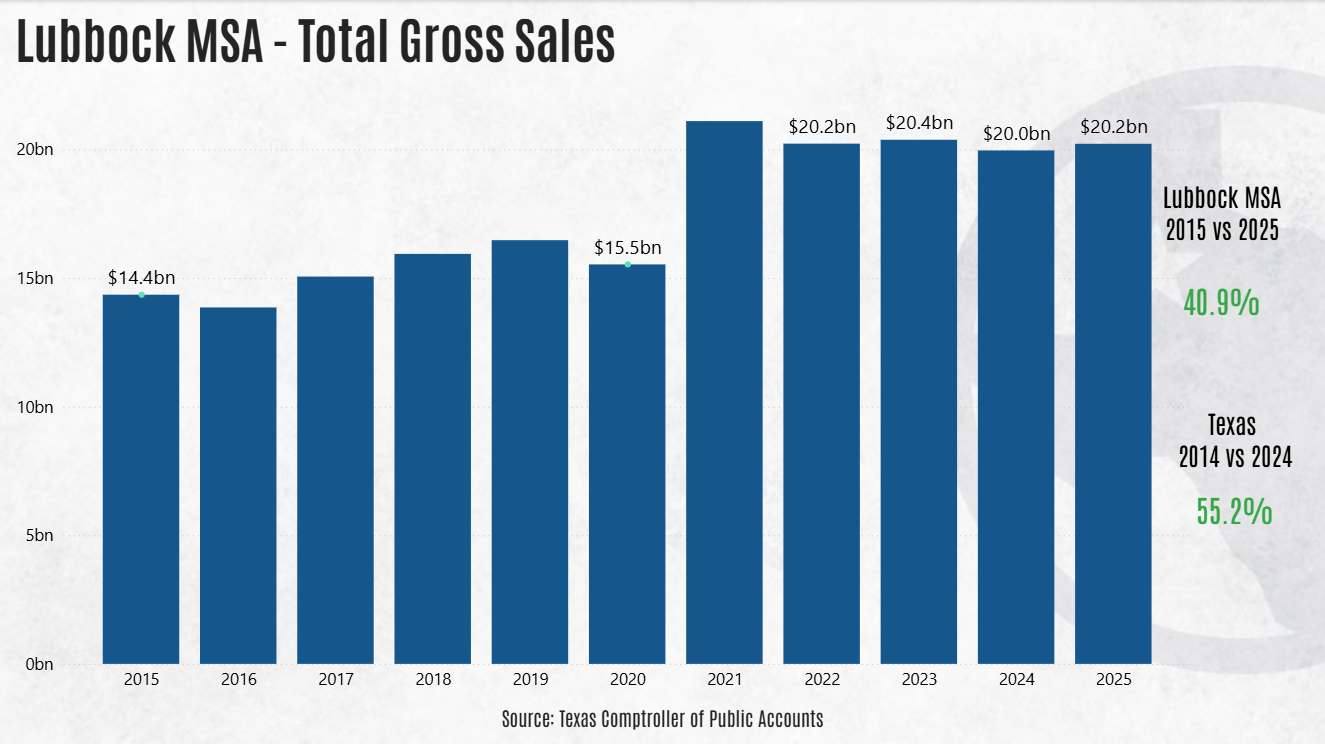 Lubbock MSA - Total Gross Sales
20bn
15bn
10bn
5bn
0bn
$14.4bn
$15.5bn
$20.2bn
$20.4bn
$20.0bn
$20.2bn
2015
2016
2017
2018
2019
2020
2021
2022
2023
2024
2025
Lubbock MSA
2015 vs 2025
40.9%
Texas
2014 vs 2024
55.2%
Source: Texas Comptroller of Public Accounts